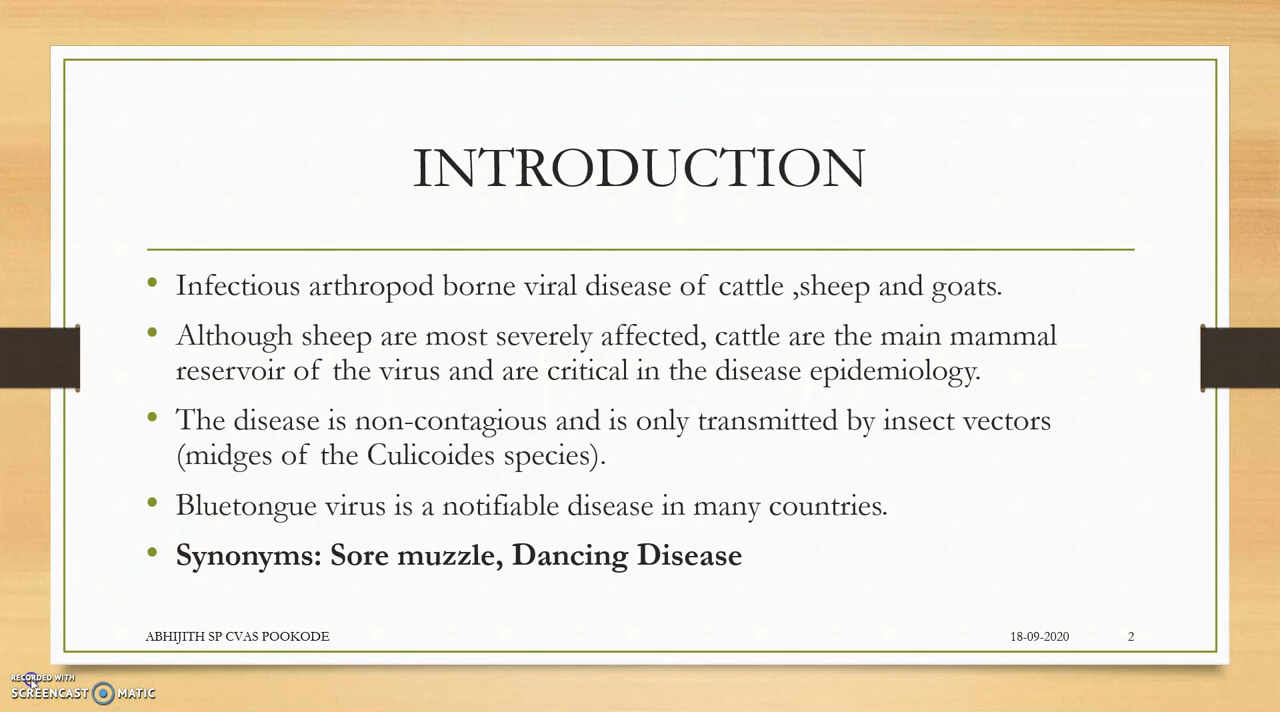 INTRODUCTION
• Infectious arthropod borne viral disease of cattle ,sheep and goats.
• Although sheep are most severely affected, cattle are the main mammal
reservoir of the virus and are critical in the disease epidemiology.
• The disease is non-contagious and is only transmitted by insect vectors
(midges of the Culicoides species).
• Bluetongue virus is a notifiable disease in many countries.
• Synonyms: Sore muzzle, Dancing Disease
ABHIJITH SP CVAS POOKODE 18-09-2020 2
RECORDED WITH
SCREENCAST MATIC